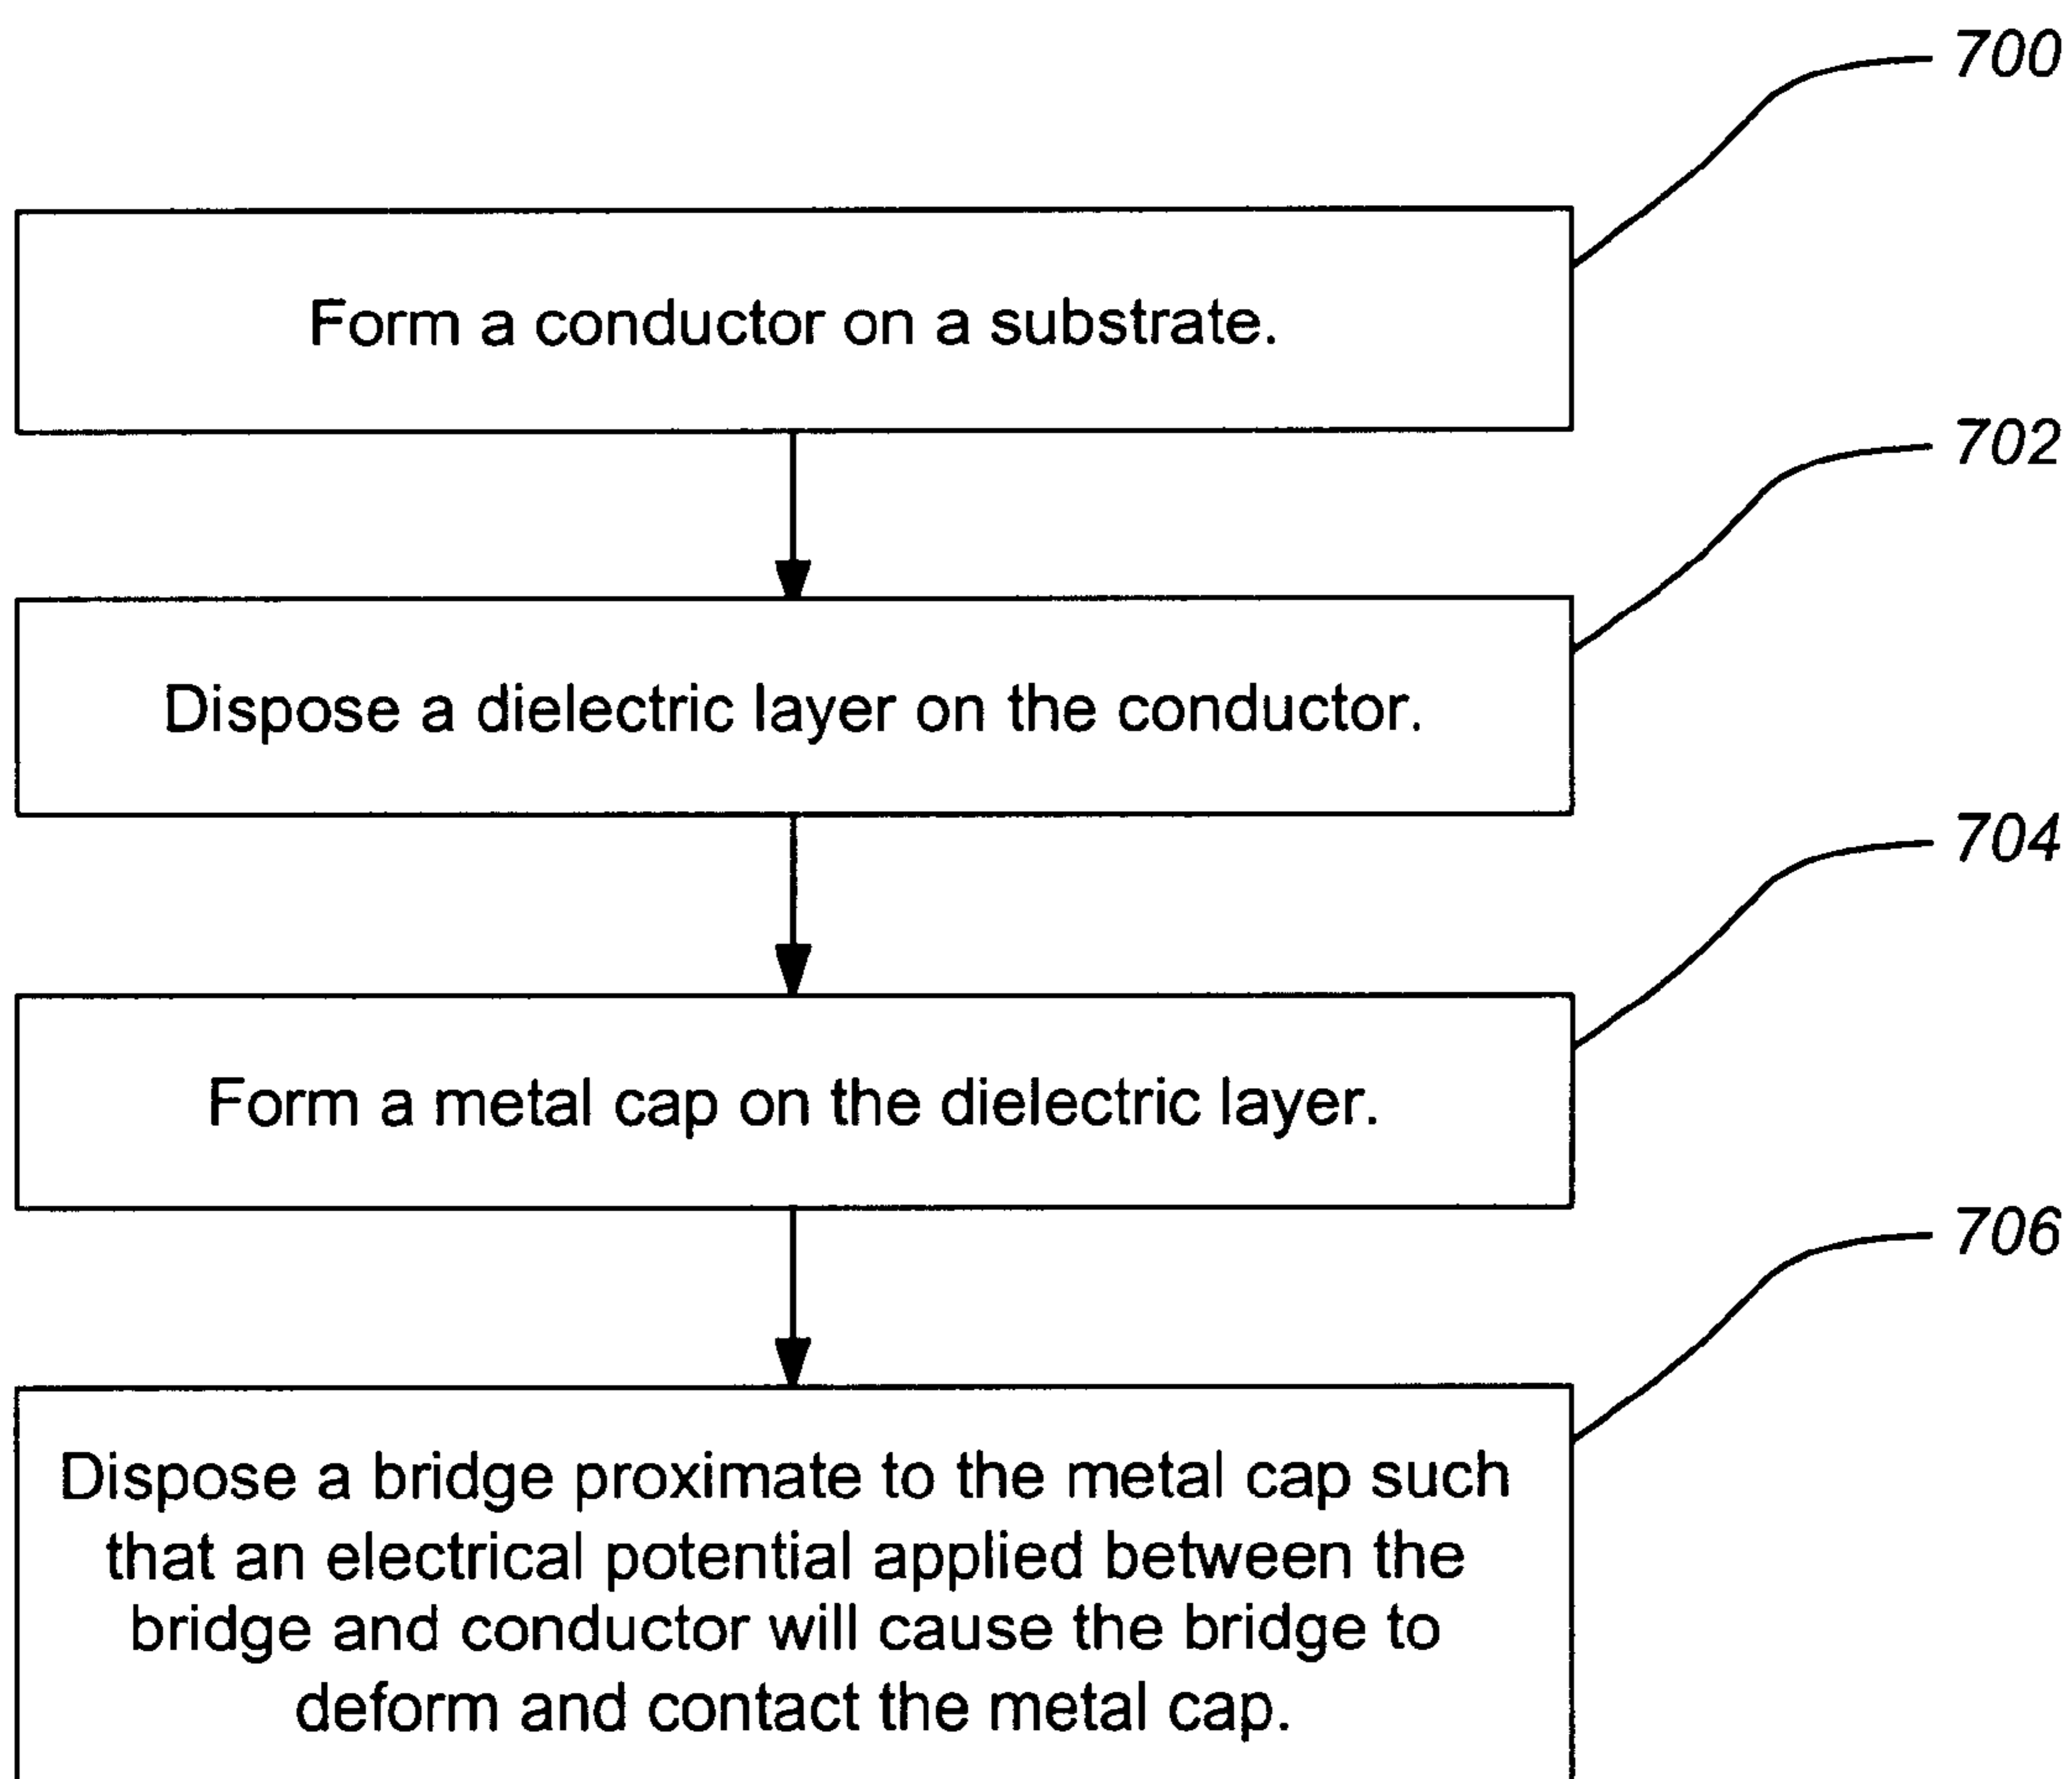 700
Form a conductor on a substrate.
702
Dispose a dielectric layer on the conductor.
704
Form a metal cap on the dielectric layer.
706
Dispose a bridge proximate to the metal cap such
that an electrical potential applied between the
bridge and conductor will cause the bridge to
deform and contact the metal cap.